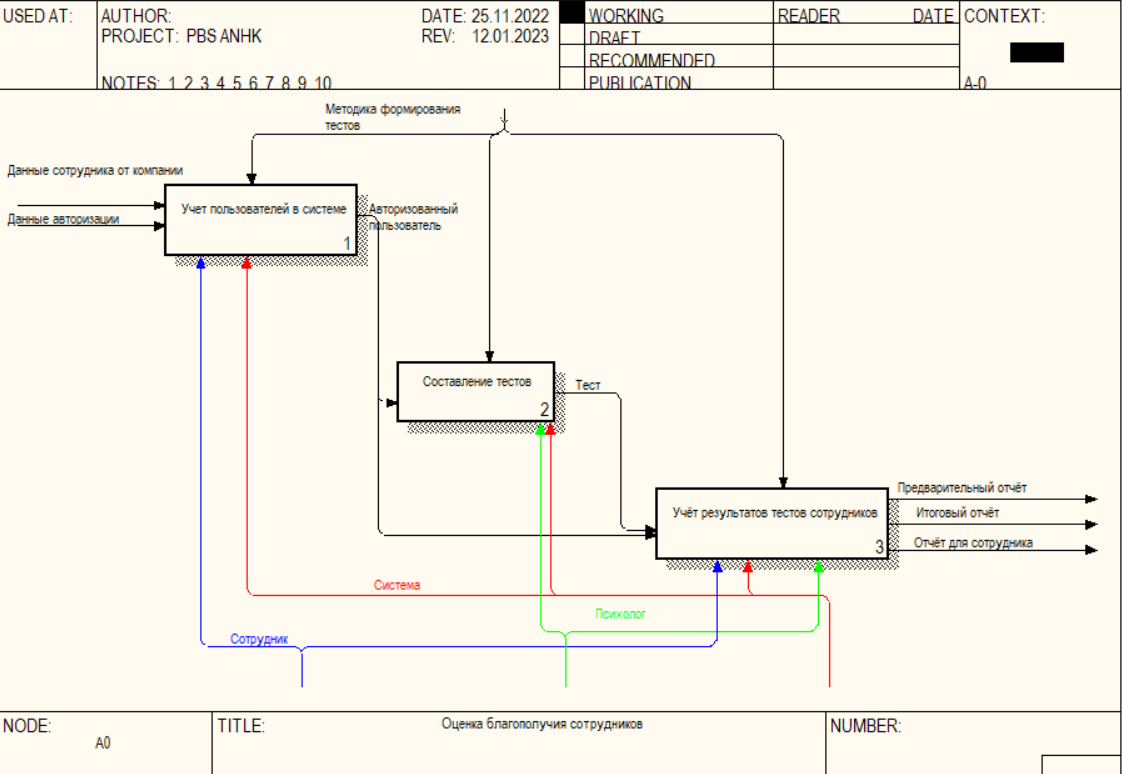 USED AT:
AUTHOR:
DATE: 25.11.2022
PROJECT: PBS ANHK
REV: 12.01.2023
NOTES: 1 2 3 4 5 6 7 8 9 10
WORKING
DRAFT
RECOMMENDED
PUBLICATION
READER
DATE
CONTEXT:
A-0
Методика формирования
тестов
Данные сотрудника от компании
Данные авторизации
Учет пользователей в системе
1
Авторизованный
пользователь
Составление тестов
2
Тест
Учёт результатов тестов сотрудников
3
Предварительный отчёт
Итоговый отчёт
Отчёт для сотрудника
Система
Психолог
Сотрудник
NODE:
A0
TITLE:
Оценка благополучия сотрудников
NUMBER: